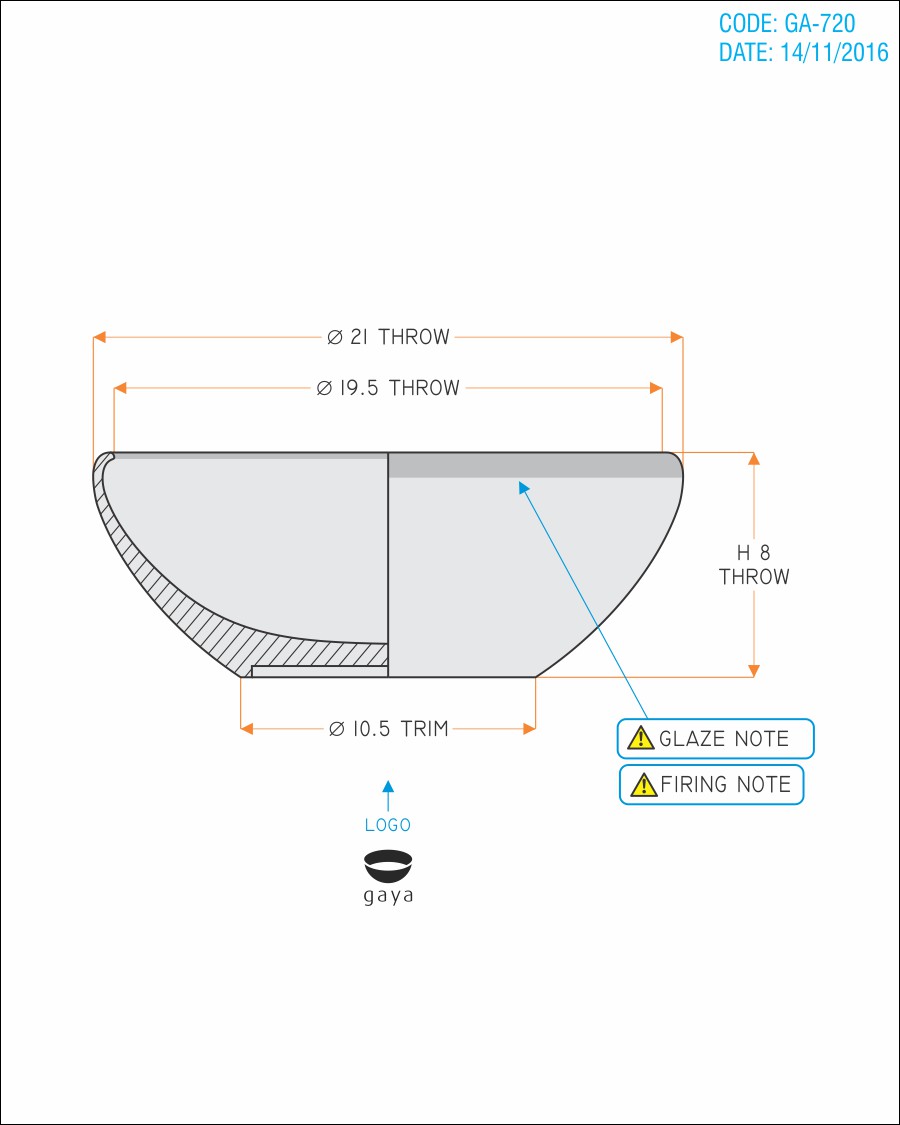 CODE: GA-720
DATE: 14/11/2016
Ø 21 THROW
Ø 19.5 THROW
H 8
THROW
Ø 10.5 TRIM
GLAZE NOTE
FIRING NOTE
LOGO
gaya